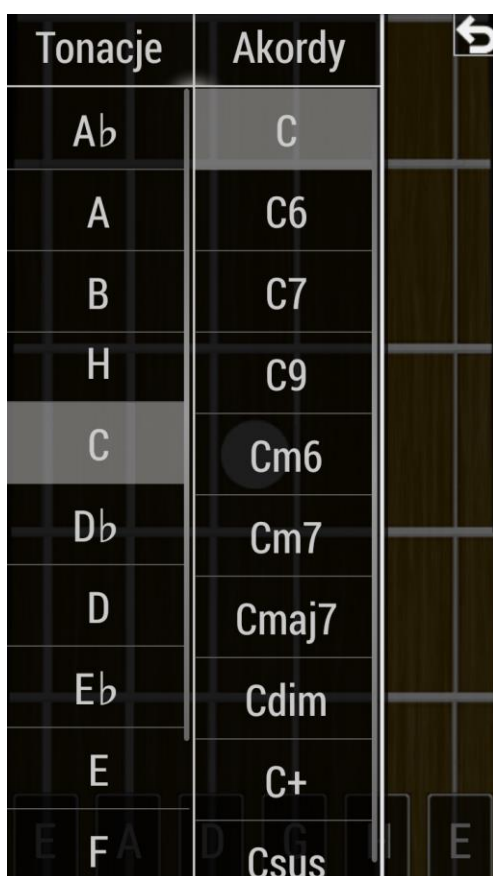 Tonacje
Akordy
A♭
A
B
H
C
D♭
D
E♭
E
F
C
C6
C7
C9
Cm6
Cm7
Cmaj7
Cdim
C+
Csus
E A D G H E